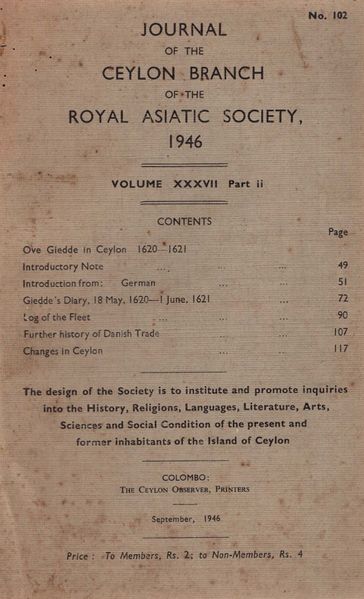 No. 102
JOURNAL
OF THE
CEYLON BRANCH
OF THE
ROYAL ASIATIC SOCIETY,
1946
VOLUME XXXVII Part ii
CONTENTS
Page
Ove Giedde in Ceylon 1620—1621
Introductory Note .... ... ... 49
Introduction from: German ... 51
Giedde's Diary, 18 May, 1620—1 June, 1621 ... 72
Log of the Fleet ... ... 90
Further history of Danish Trade ... ... 107
Changes in Ceylon ... ... 117
The design of the Society is to institute and promote inquiries
into the History, Religions, Languages, Literature, Arts,
Sciences and Social Condition of the present and
former inhabitants of the Island of Ceylon
COLOMBO:
THE CEYLON OBSERVER, PRINTERS
September, 1946
Price : To Members, Rs. 2; to Non-Members, Rs. 4